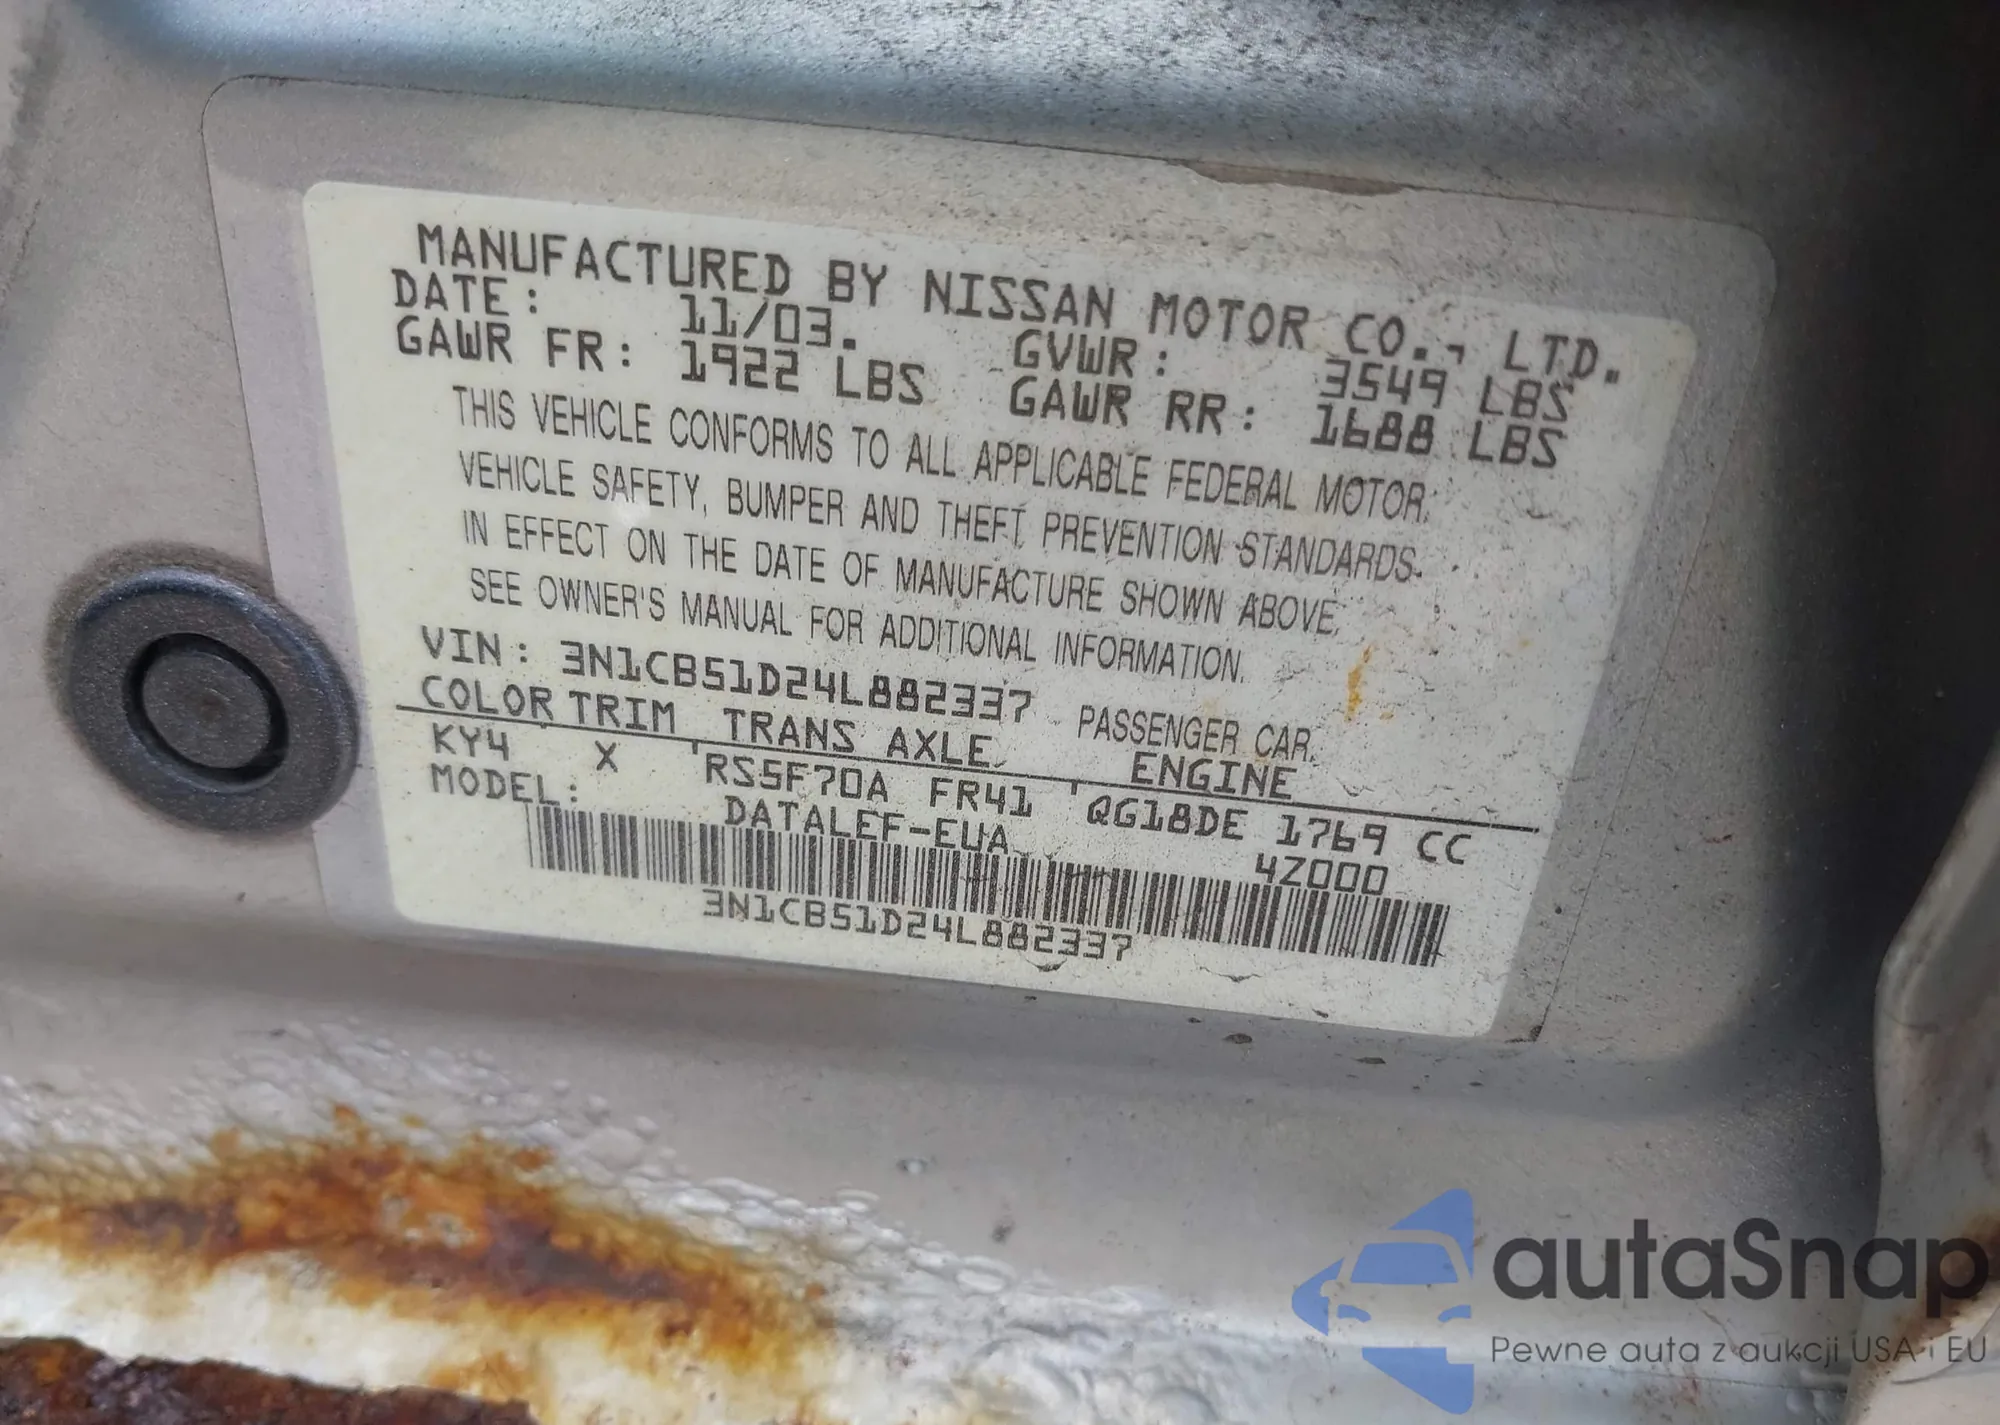 MANUFACTURED BY NISSAN MOTOR CO., LTD.
DATE: 11/03. GVWR: 3549 LBS
GAWR FR: 1922 LBS GAWR RR: 1688 LBS
THIS VEHICLE CONFORMS TO ALL APPLICABLE FEDERAL MOTOR
VEHICLE SAFETY, BUMPER AND THEFT PREVENTION STANDARDS
IN EFFECT ON THE DATE OF MANUFACTURE SHOWN ABOVE.
SEE OWNER'S MANUAL FOR ADDITIONAL INFORMATION.
VIN: 3N1CB51D24L882337 PASSENGER CAR.
COLOR TRIM TRANS AXLE ENGINE
KY4 X RS5F70A FR41 QG18DE 1769 CC
MODEL: DATALEF-EUA 4Z000
3N1CB51D24L882337
autaSnap
Pewne auta z aukcji USA i EU